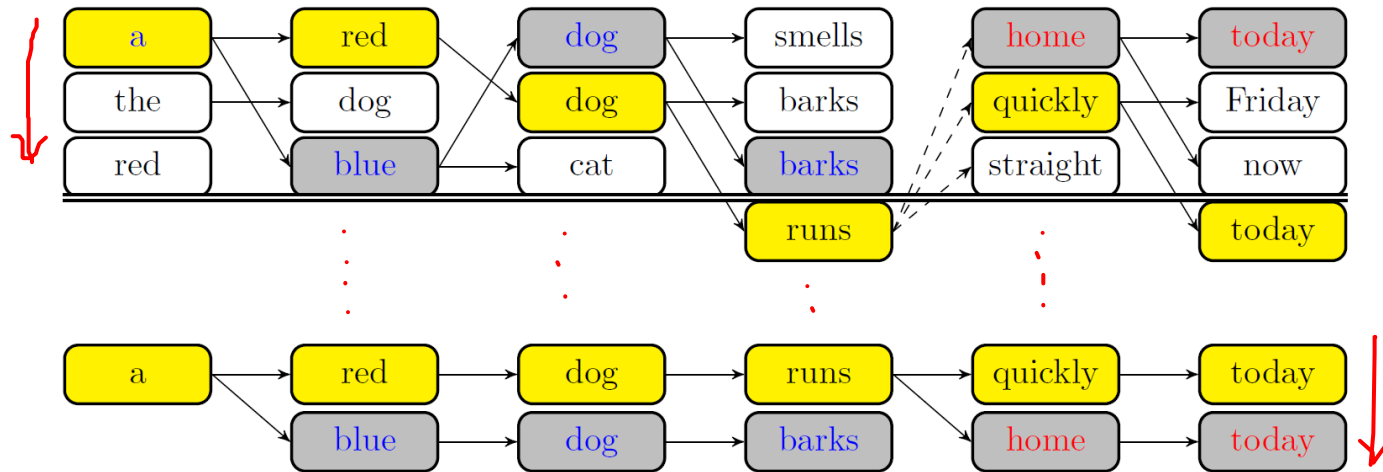 a red dog smells home today
the dog dog barks quickly Friday
red blue cat barks straight now
runs today
a red dog runs quickly today
blue dog barks home today